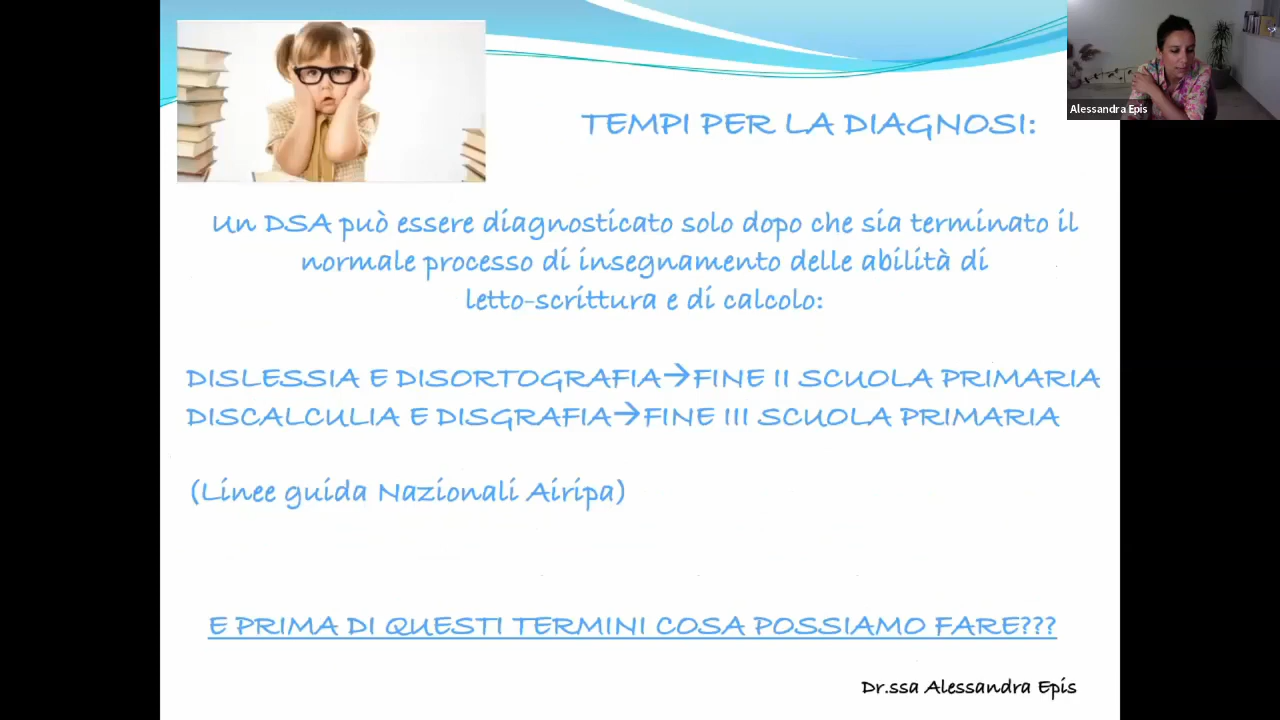 Alessandra Epis
TEMPI PER LA DIAGNOSI:
Un DSA può essere diagnosticato solo dopo che sia terminato il
normale processo di insegnamento delle abilità di
letto-scrittura e di calcolo:
DISLESSIA E DISORTOGRAFIA→FINE II SCUOLA PRIMARIA
DISCALCULIA E DISGRAFIA→FINE III SCUOLA PRIMARIA
(Linee guida Nazionali Airipa)
E PRIMA DI QUESTI TERMINI COSA POSSIAMO FARE???
Dr.ssa Alessandra Epis